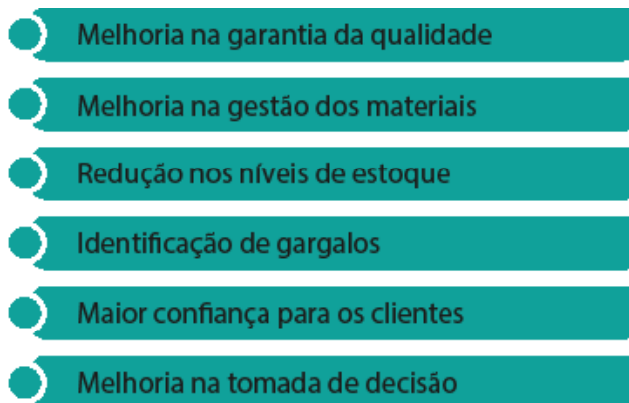 Melhoria na garantia da qualidade
Melhoria na gestão dos materiais
Redução nos níveis de estoque
Identificação de gargalos
Maior confiança para os clientes
Melhoria na tomada de decisão